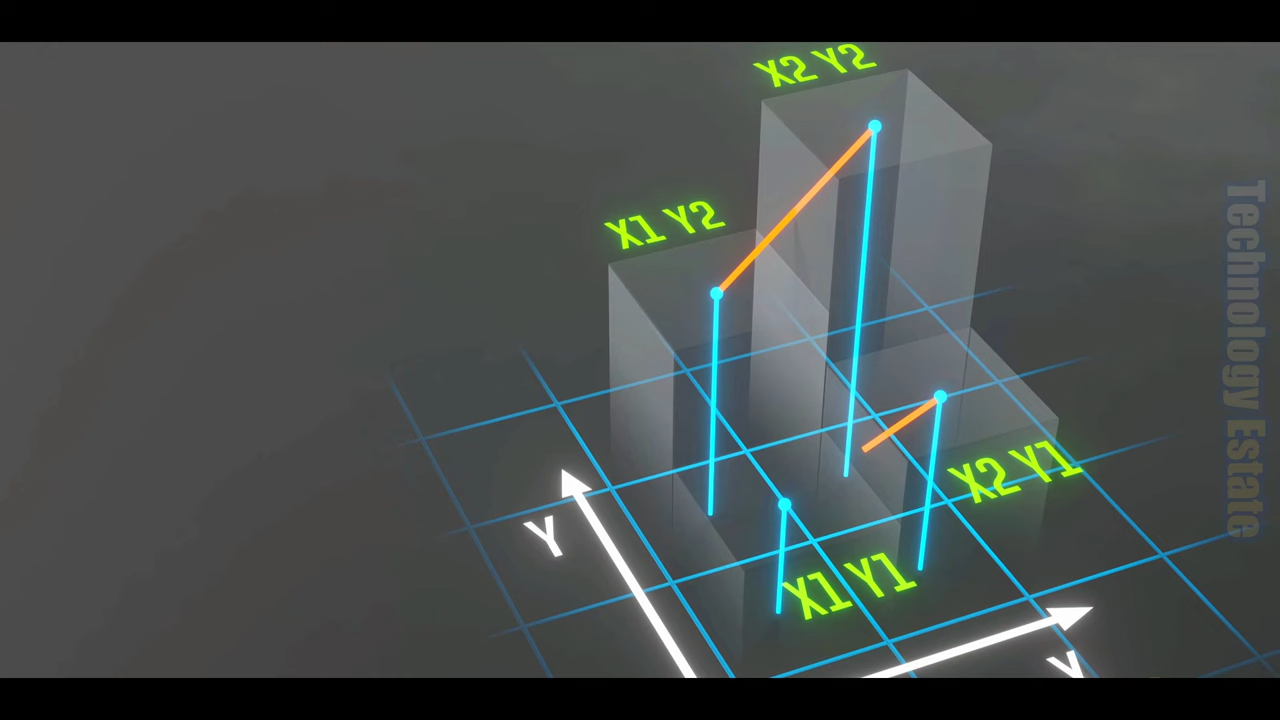 X2 Y2
X1 Y2
X2 Y1
X1 Y1
Y
Technology Estate